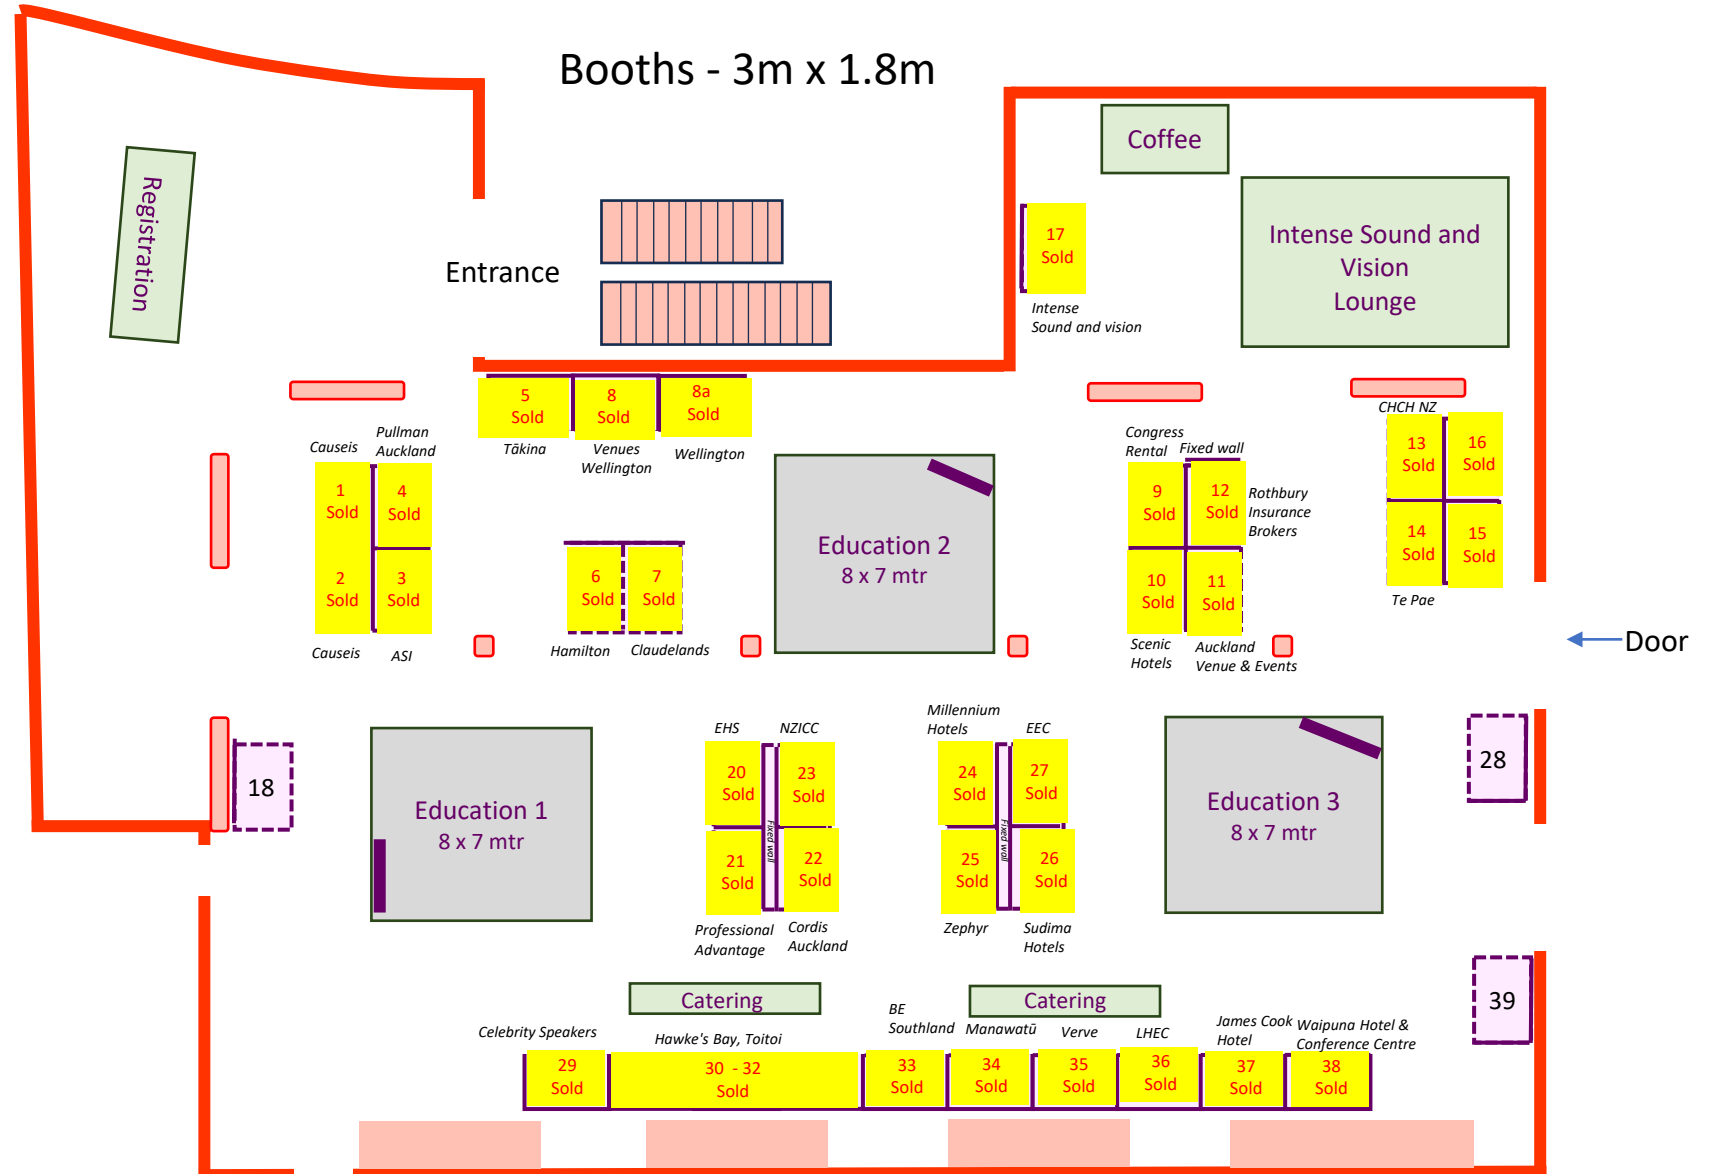 Booths - 3m x 1.8m
Coffee
Registration
Intense Sound and
Vision
Lounge
17
Sold
Entrance
Intense
Sound and vision
5
Sold
8
Sold
8a
Sold
Tākina
Venues
Wellington
Wellington
Causeis
Pullman
Auckland
1
Sold
4
Sold
2
Sold
3
Sold
Causeis
ASI
6
Sold
7
Sold
Hamilton
Claudelands
Education 2
8 x 7 mtr
Congress
Rental
Fixed wall
9
Sold
12
Sold
Rothbury
Insurance
Brokers
10
Sold
11
Sold
Scenic
Hotels
Auckland
Venue & Events
CHCH NZ
13
Sold
16
Sold
14
Sold
15
Sold
Te Pae
Door
18
Education 1
8 x 7 mtr
EHS
NZICC
20
Sold
23
Sold
Fixed wall
21
Sold
22
Sold
Professional
Advantage
Cordis
Auckland
Millennium
Hotels
EEC
24
Sold
27
Sold
Fixed wall
25
Sold
26
Sold
Zephyr
Sudima
Hotels
Education 3
8 x 7 mtr
28
39
Catering
Catering
Celebrity Speakers
Hawke's Bay, Toitoi
BE
Southland
Manawatū
Verve
LHEC
James Cook
Hotel
Waipuna Hotel &
Conference Centre
29
Sold
30 - 32
Sold
33
Sold
34
Sold
35
Sold
36
Sold
37
Sold
38
Sold